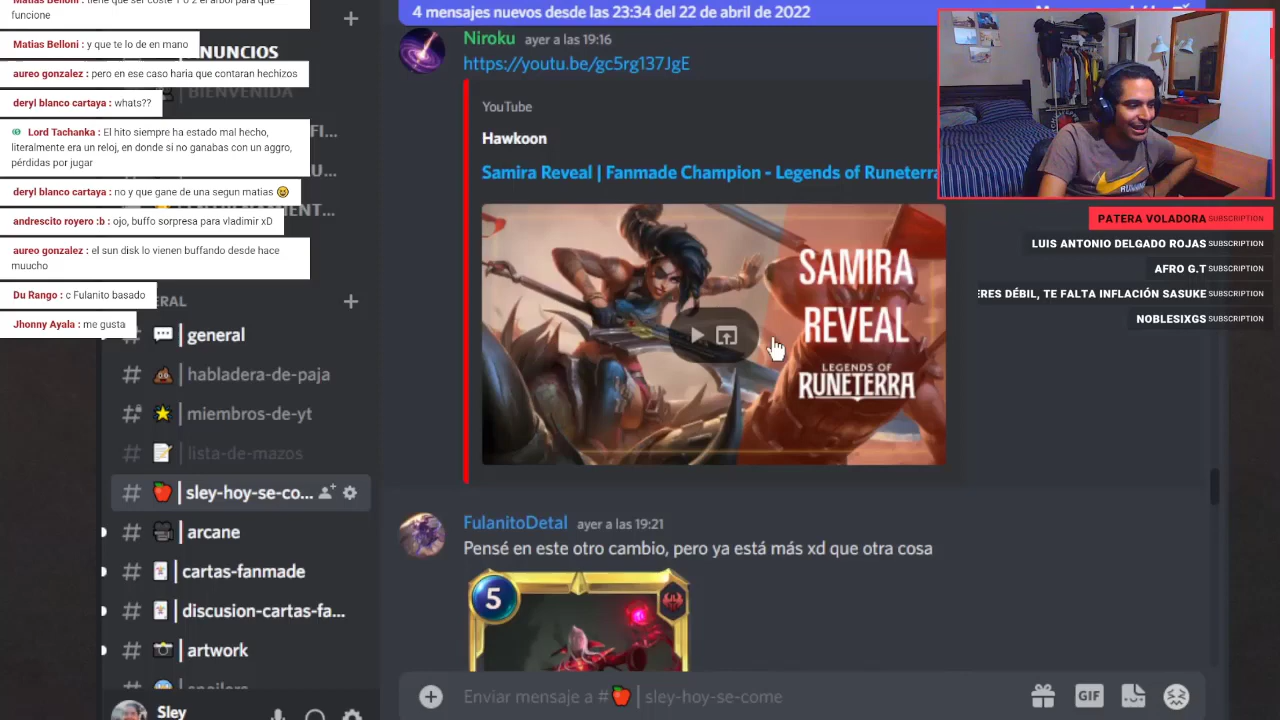 Matias Belloni : tiene que ser coste 1 o 2 el arbol para que
funcione
Matias Belloni : y que te lo de en mano
aureo gonzalez : pero en ese caso haria que contaran hechizos
deryl blanco cartaya : whats??
Lord Tachanka : El hito siempre ha estado mal hecho,
literalmente era un reloj, en donde si no ganabas con un aggro,
pérdidas por jugar
deryl blanco cartaya : no y que gane de una segun matias 😉
andrescito royero :b : ojo, buffo sorpresa para vladimir xD
aureo gonzalez : el sun disk lo vienen buffando desde hace
muucho
Du Rango : c Fulanito basado
Jhonny Ayala : me gusta
NUNCIOS
BIENVENIDA
ERAL
general
habladera-de-paja
miembros-de-yt
lista-de-mazos
sley-hoy-se-co...
arcane
cartas-fanmade
discusion-cartas-fa...
artwork
spoilers
Sley
4 mensajes nuevos desde las 23:34 del 22 de abril de 2022
Niroku ayer a las 19:16
https://youtu.be/gc5rg137JgE
YouTube
Hawkoon
Samira Reveal | Fanmade Champion - Legends of Runeterra
SAMIRA
REVEAL
LEGENDS OF
RUNETERRA
FulanitoDetal ayer a las 19:21
Pensé en este otro cambio, pero ya está más xd que otra cosa
5
Enviar mensaje a #🍎 | sley-hoy-se-come
GIF
RUNNING
PATERA VOLADORA SUBSCRIPTION
LUIS ANTONIO DELGADO ROJAS SUBSCRIPTION
AFRO G.T SUBSCRIPTION
ERES DÉBIL, TE FALTA INFLACIÓN SASUKE SUBSCRIPTION
NOBLESIXGS SUBSCRIPTION